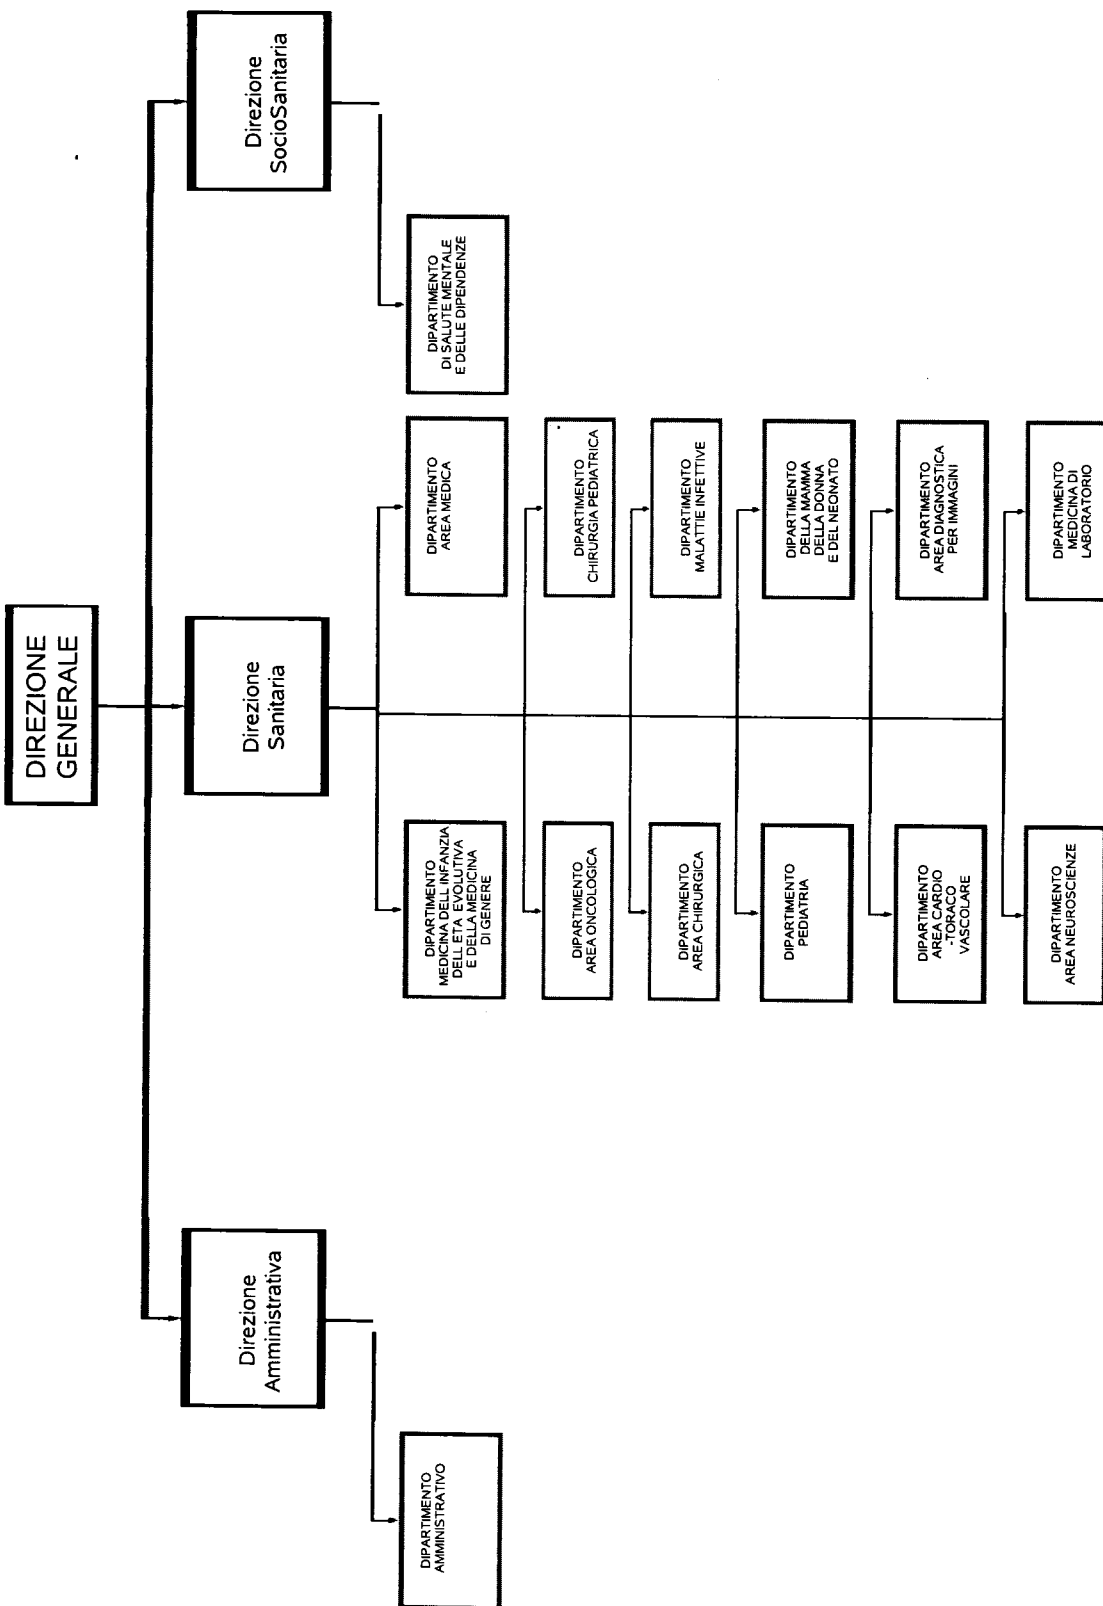 DIREZIONE
GENERALE
Direzione
Amministrativa
Direzione
Sanitaria
Direzione
SocioSanitaria
DIPARTIMENTO
AMMINISTRATIVO
DIPARTIMENTO
MEDICINA DELL INFANZIA
DELL ETA EVOLUTIVA
E DELLA MEDICINA
DI GENERE
DIPARTIMENTO
AREA MEDICA
DIPARTIMENTO
DI SALUTE MENTALE
E DELLE DIPENDENZE
DIPARTIMENTO
AREA ONCOLOGICA
DIPARTIMENTO
CHIRURGIA PEDIATRICA
DIPARTIMENTO
AREA CHIRURGICA
DIPARTIMENTO
MALATTIE INFETTIVE
DIPARTIMENTO
PEDIATRIA
DIPARTIMENTO
DELLA MAMMA
DELLA DONNA
E DEL NEONATO
DIPARTIMENTO
AREA CARDIO
-TORACO
VASCOLARE
DIPARTIMENTO
AREA DIAGNOSTICA
PER IMMAGINI
DIPARTIMENTO
AREA NEUROSCIENZE
DIPARTIMENTO
MEDICINA DI
LABORATORIO